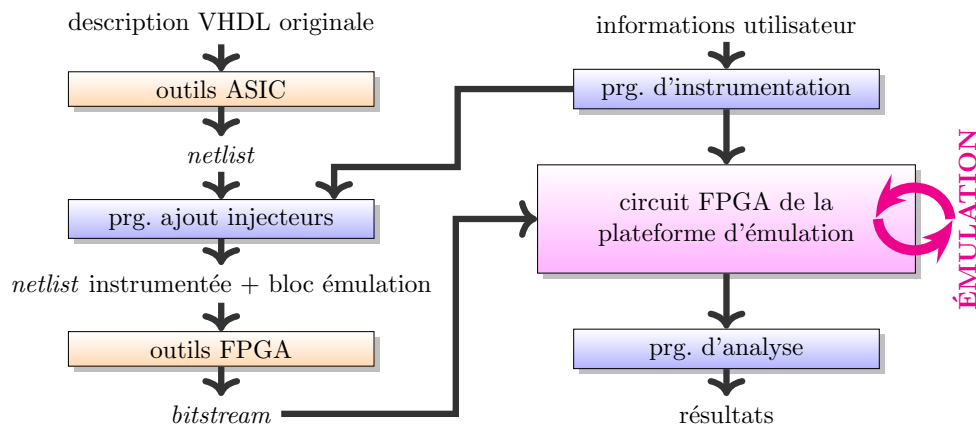 description VHDL originale
outils ASIC
netlist
prg. ajout injecteurs
netlist instrumentée + bloc émulation
outils FPGA
bitstream
informations utilisateur
prg. d'instrumentation
circuit FPGA de la
plateforme d'émulation
ÉMULATION
prg. d'analyse
résultats